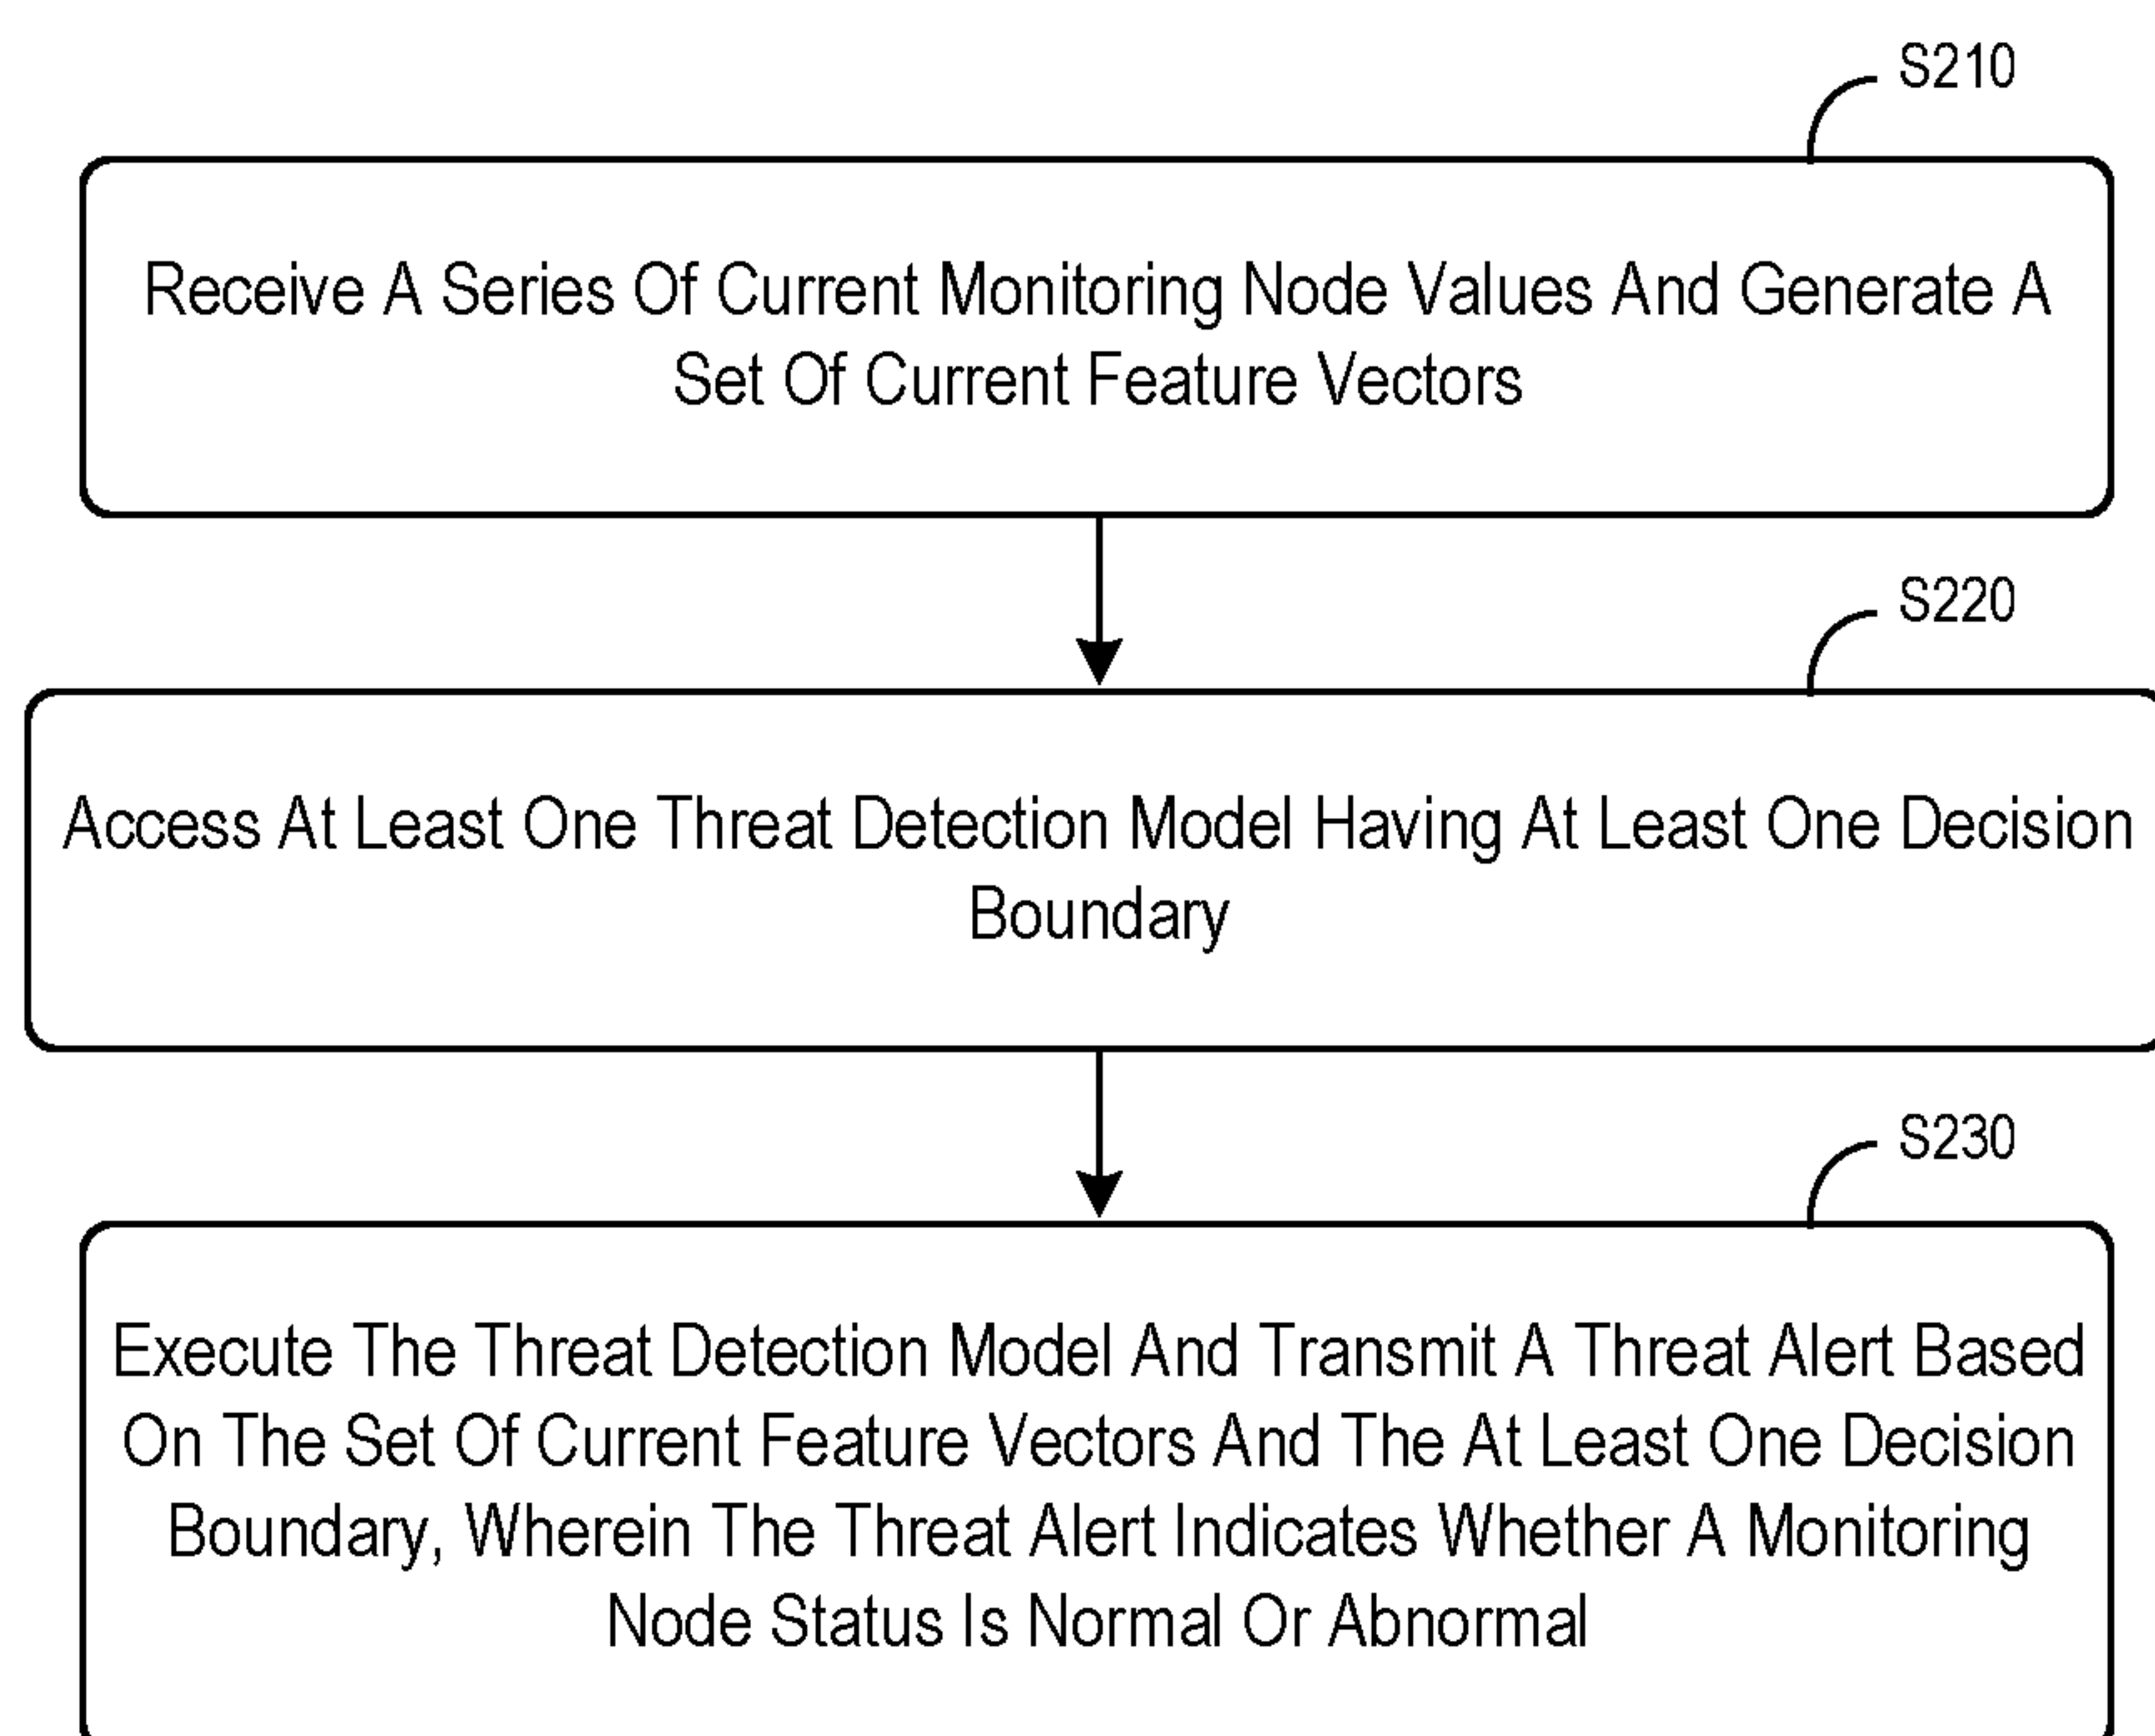 S210
Receive A Series Of Current Monitoring Node Values And Generate A
Set Of Current Feature Vectors
S220
Access At Least One Threat Detection Model Having At Least One Decision
Boundary
S230
Execute The Threat Detection Model And Transmit A Threat Alert Based
On The Set Of Current Feature Vectors And The At Least One Decision
Boundary, Wherein The Threat Alert Indicates Whether A Monitoring
Node Status Is Normal Or Abnormal